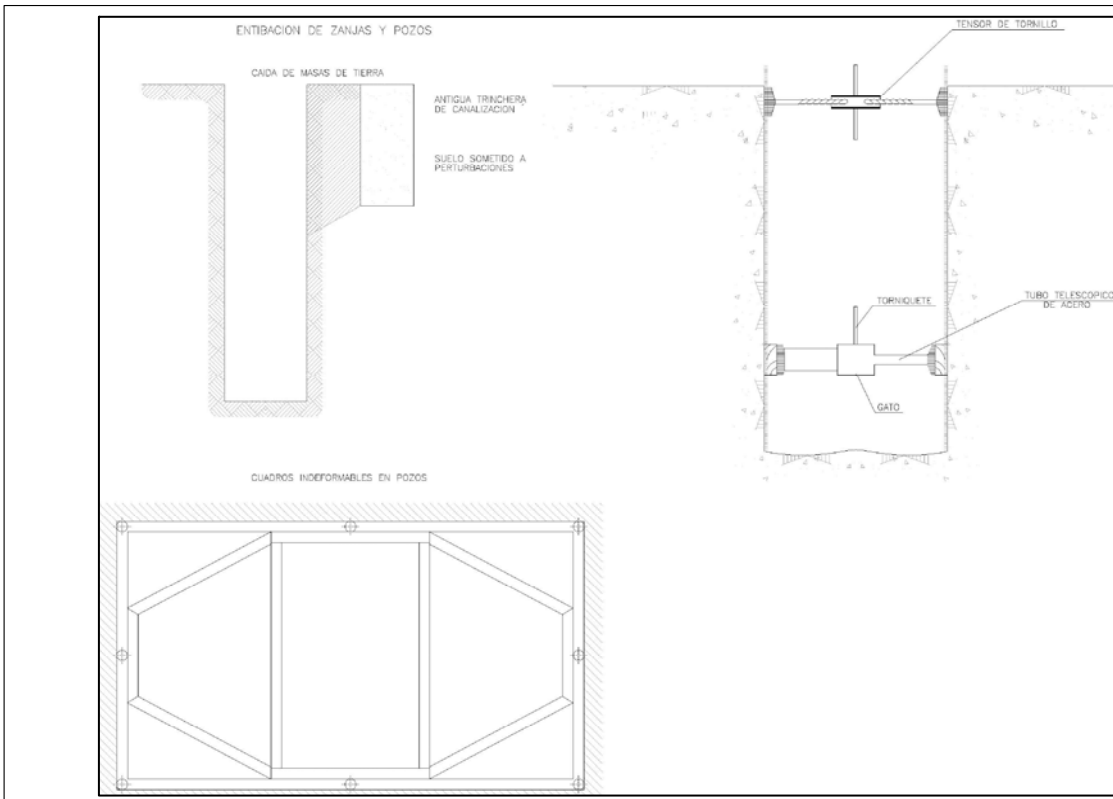 ENTIBACION DE ZANJAS Y POZOS
CAIDA DE MASAS DE TIERRA
ANTIGUA TRINCHERA
DE CANALIZACION
SUELO SOMETIDO A
PERTURBACIONES
TENSOR DE TORNILLO
TORNIQUETE
TUBO TELESCOPICO
DE ACERO
GATO
CUADROS INDEFORMABLES EN POZOS